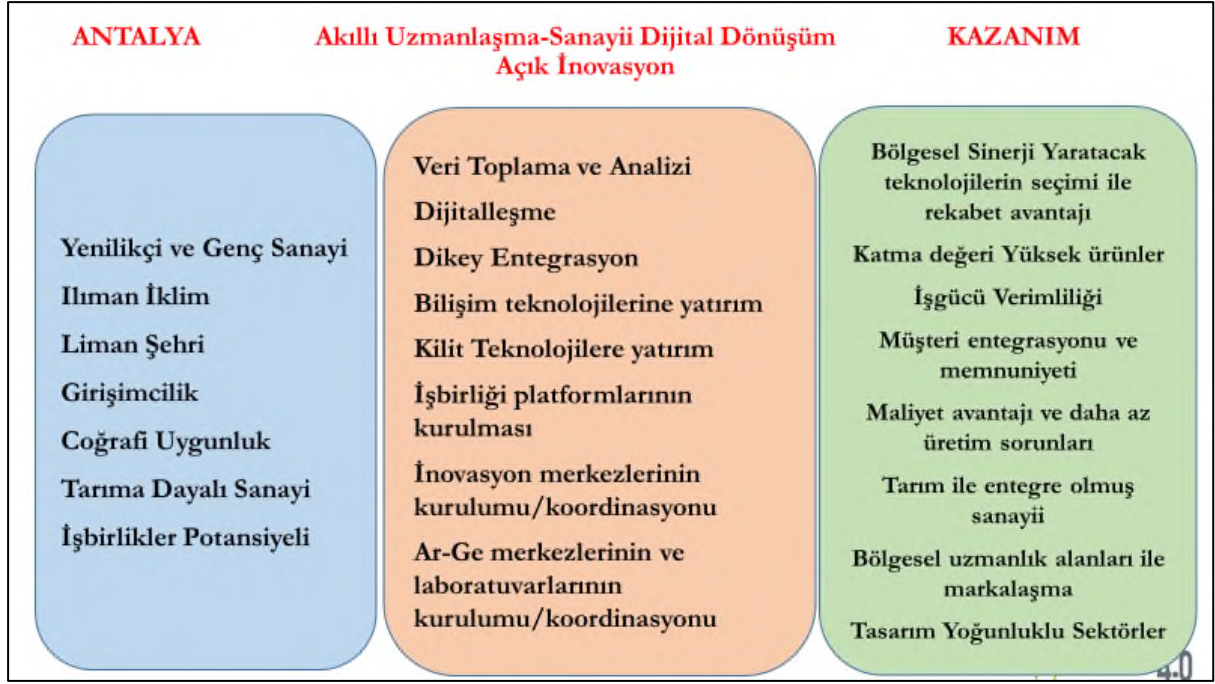 ANTALYA
Akıllı Uzmanlaşma-Sanayii Dijital Dönüşüm
Açık İnovasyon
KAZANIM
Yenilikçi ve Genç Sanayi
Ilıman İklim
Liman Şehri
Girişimcilik
Coğrafi Uygunluk
Tarıma Dayalı Sanayi
İşbirlikler Potansiyeli
Veri Toplama ve Analizi
Dijitalleşme
Dikey Entegrasyon
Bilişim teknolojilerine yatırım
Kilit Teknolojilere yatırım
İşbirliği platformlarının
kurulması
İnovasyon merkezlerinin
kurulumu/koordinasyonu
Ar-Ge merkezlerinin ve
laboratuvarlarının
kurulumu/koordinasyonu
Bölgesel Sinerji Yaratacak
teknolojilerin seçimi ile
rekabet avantajı
Katma değeri Yüksek ürünler
İşgücü Verimliliği
Müşteri entegrasyonu ve
memnuniyeti
Maliyet avantajı ve daha az
üretim sorunları
Tarım ile entegre olmuş
sanayii
Bölgesel uzmanlık alanları ile
markalaşma
Tasarım Yoğunluklu Sektörler
4.0